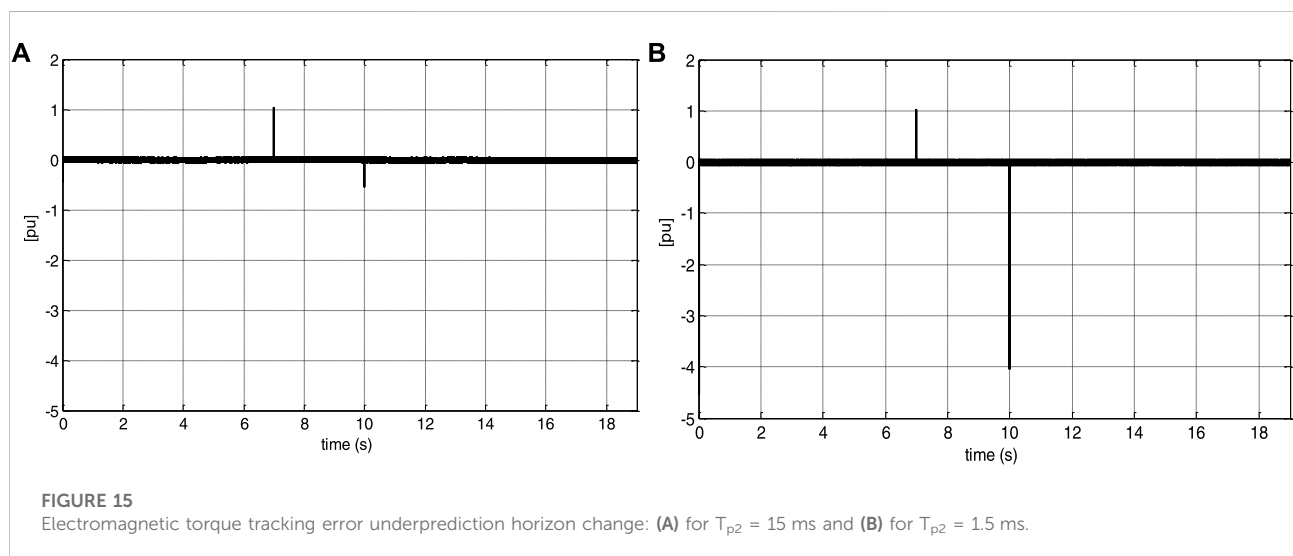 A
2
1
0
-1
-2
-3
-4
-5
[pu]
0 2 4 6 8 10 12 14 16 18
time (s)
B
2
1
0
-1
-2
-3
-4
-5
[pu]
0 2 4 6 8 10 12 14 16 18
time (s)
FIGURE 15
Electromagnetic torque tracking error underprediction horizon change: (A) for Tp2 = 15 ms and (B) for Tp2 = 1.5 ms.